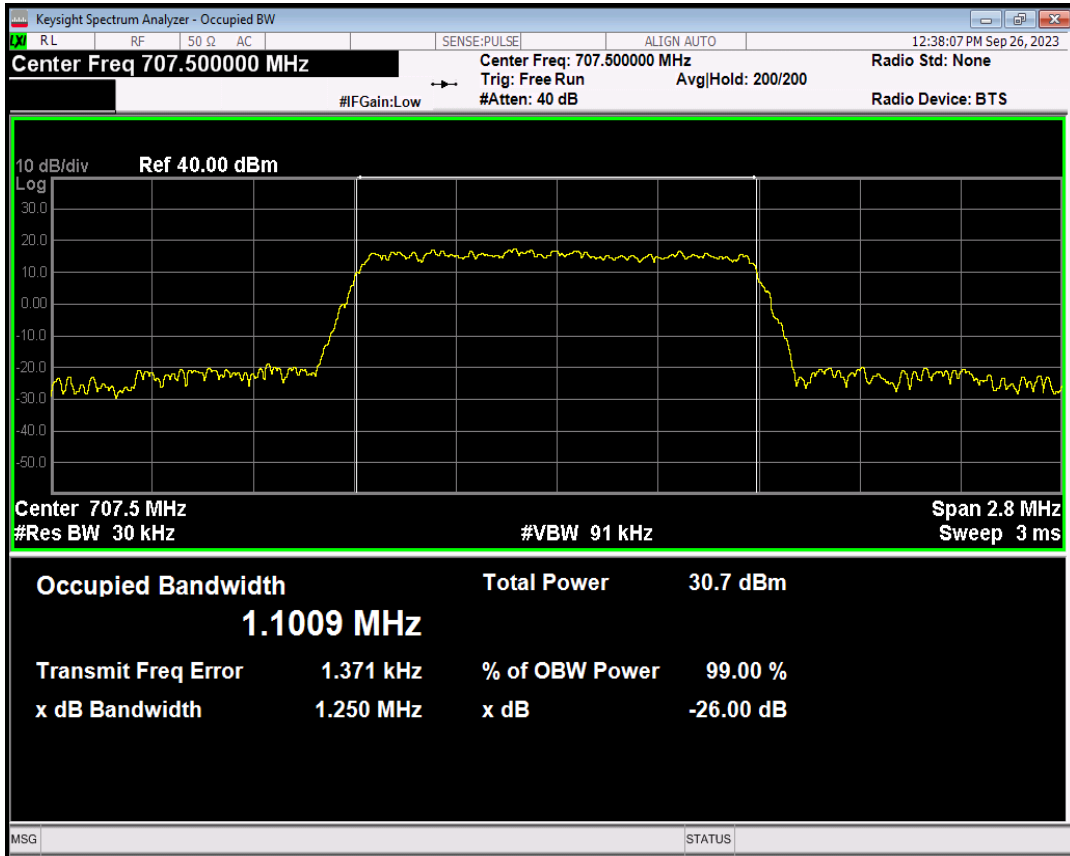 Keysight Spectrum Analyzer - Occupied BW
LXI RL RF 50 Ω AC SENSE:PULSE ALIGN AUTO 12:38:07 PM Sep 26, 2023
Center Freq 707.500000 MHz
Center Freq: 707.500000 MHz
Radio Std: None
Trig: Free Run Avg|Hold: 200/200
#IFGain:Low
#Atten: 40 dB
Radio Device: BTS
10 dB/div Ref 40.00 dBm
Log
30.0
20.0
10.0
0.00
-10.0
-20.0
-30.0
-40.0
-50.0
Center 707.5 MHz Span 2.8 MHz
#Res BW 30 kHz #VBW 91 kHz Sweep 3 ms
Occupied Bandwidth Total Power 30.7 dBm
1.1009 MHz
Transmit Freq Error 1.371 kHz % of OBW Power 99.00 %
x dB Bandwidth 1.250 MHz x dB -26.00 dB
MSG STATUS